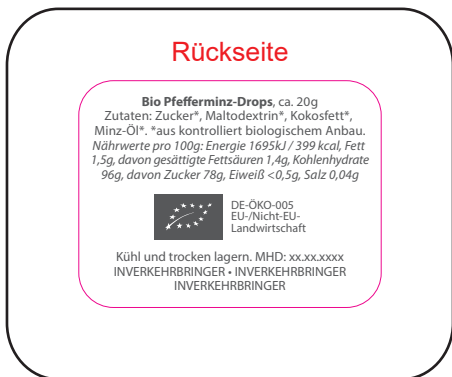 Rückseite
Bio Pfefferminz-Drops, ca. 20g
Zutaten: Zucker*, Maltodextrin*, Kokosfett*,
Minz-Öl*. *aus kontrolliert biologischem Anbau.
Nährwerte pro 100g: Energie 1695kJ / 399 kcal, Fett
1,5g, davon gesättigte Fettsäuren 1,4g, Kohlenhydrate
96g, davon Zucker 78g, Eiweiß <0,5g, Salz 0,04g
DE-ÖKO-005
EU-/Nicht-EU-
Landwirtschaft
Kühl und trocken lagern. MHD: xx.xx.xxxx
INVERKEHRBRINGER • INVERKEHRBRINGER
INVERKEHRBRINGER